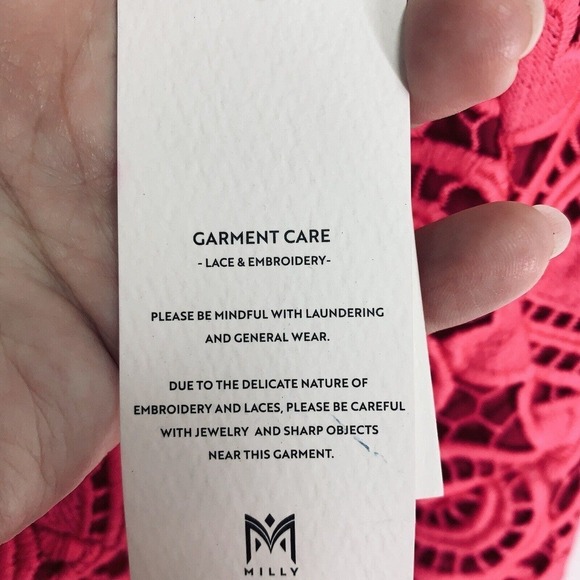 GARMENT CARE
- LACE & EMBROIDERY-
PLEASE BE MINDFUL WITH LAUNDERING
AND GENERAL WEAR.
DUE TO THE DELICATE NATURE OF
EMBROIDERY AND LACES, PLEASE BE CAREFUL
WITH JEWELRY AND SHARP OBJECTS
NEAR THIS GARMENT.
MILLY